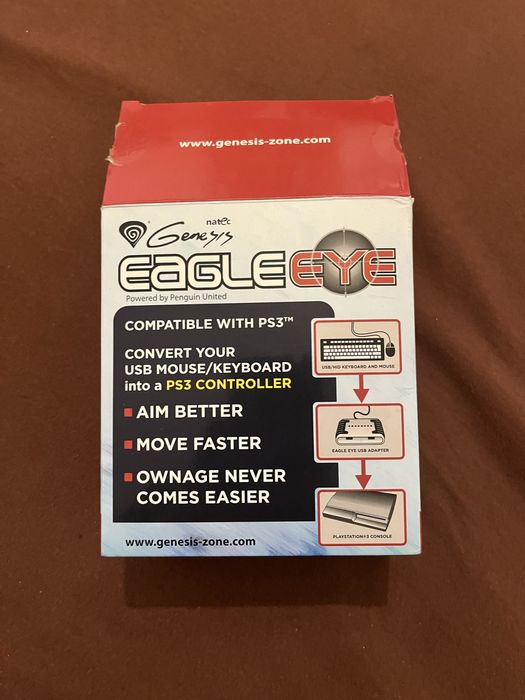 www.genesis-zone.com
natec
Genesis
EAGLE EYE
Powered by Penguin United
COMPATIBLE WITH PS3™
CONVERT YOUR
USB MOUSE/KEYBOARD
into a PS3 CONTROLLER
AIM BETTER
MOVE FASTER
OWNAGE NEVER
COMES EASIER
USB/HID KEYBOARD AND MOUSE
EAGLE EYE USB ADAPTER
PLAYSTATION®3 CONSOLE
www.genesis-zone.com